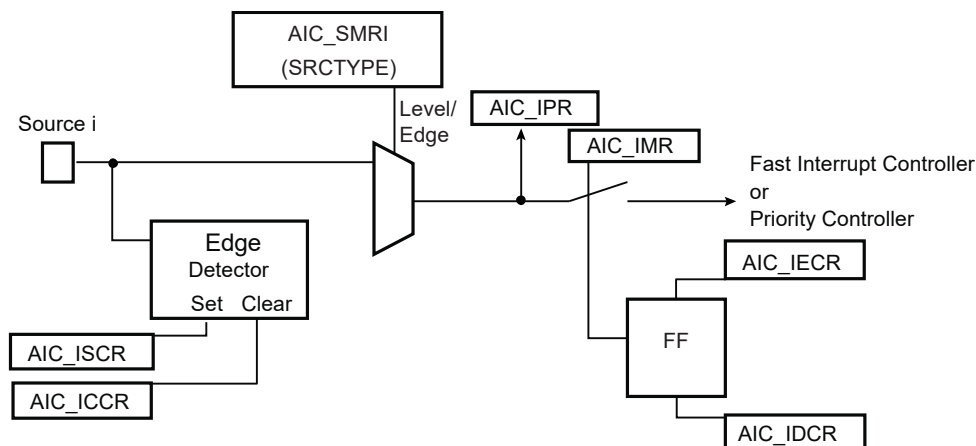 AIC_SMRI
(SRCTYPE)
Level/
Edge
AIC_IPR
Source i
AIC_IMR
Fast Interrupt Controller
or
Priority Controller
Edge
Detector
Set Clear
AIC_IECR
FF
AIC_ISCR
AIC_ICCR
AIC_IDCR